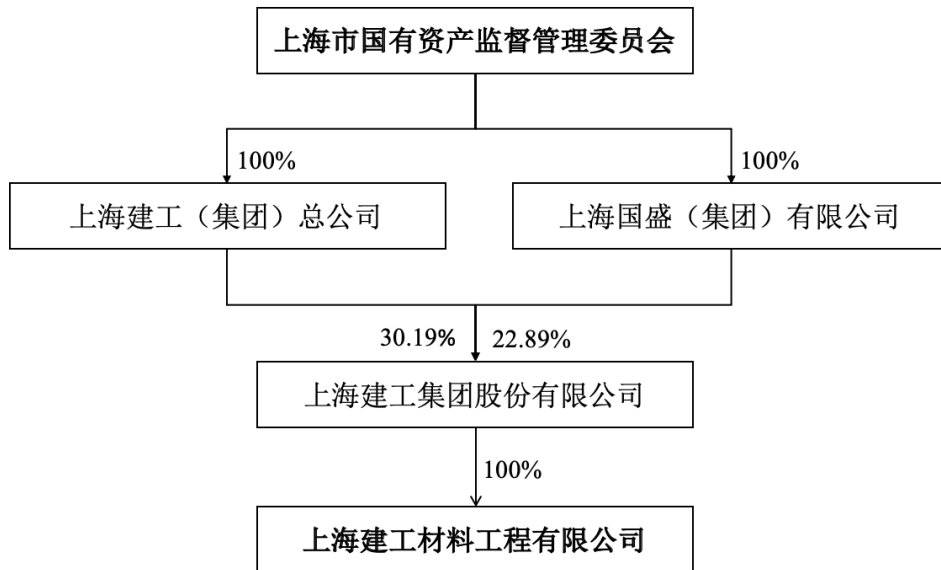 上海市国有资产监督管理委员会
100%
100%
上海建工（集团）总公司
上海国盛（集团）有限公司
30.19%
22.89%
上海建工集团股份有限公司
100%
上海建工材料工程有限公司